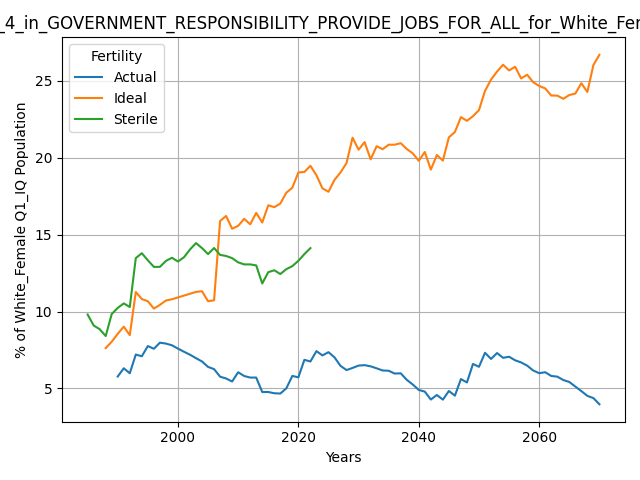 _4_in_GOVERNMENT_RESPONSIBILITY_PROVIDE_JOBS_FOR_ALL_for_White_Fe
Fertility
Actual
Ideal
Sterile
% of White_Female Q1_IQ Population
25
20
15
10
5
2000 2020 2040 2060
Years